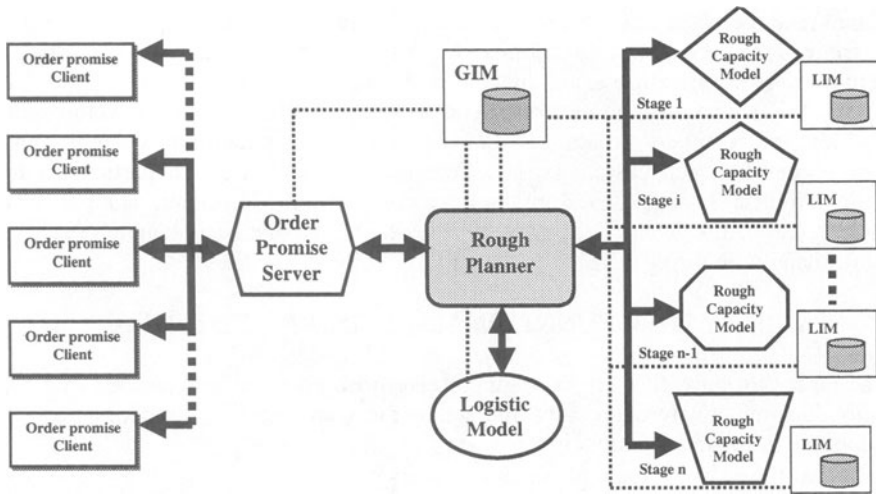 Order promise
Client
Order promise
Client
Order promise
Client
Order promise
Client
Order promise
Client
Order
Promise
Server
GIM
Rough
Planner
Logistic
Model
Rough
Capacity
Model
LIM
Stage 1
Rough
Capacity
Model
Stage i
LIM
Rough
Capacity
Model
LIM
Stage n-1
Rough
Capacity
Model
Stage n
LIM